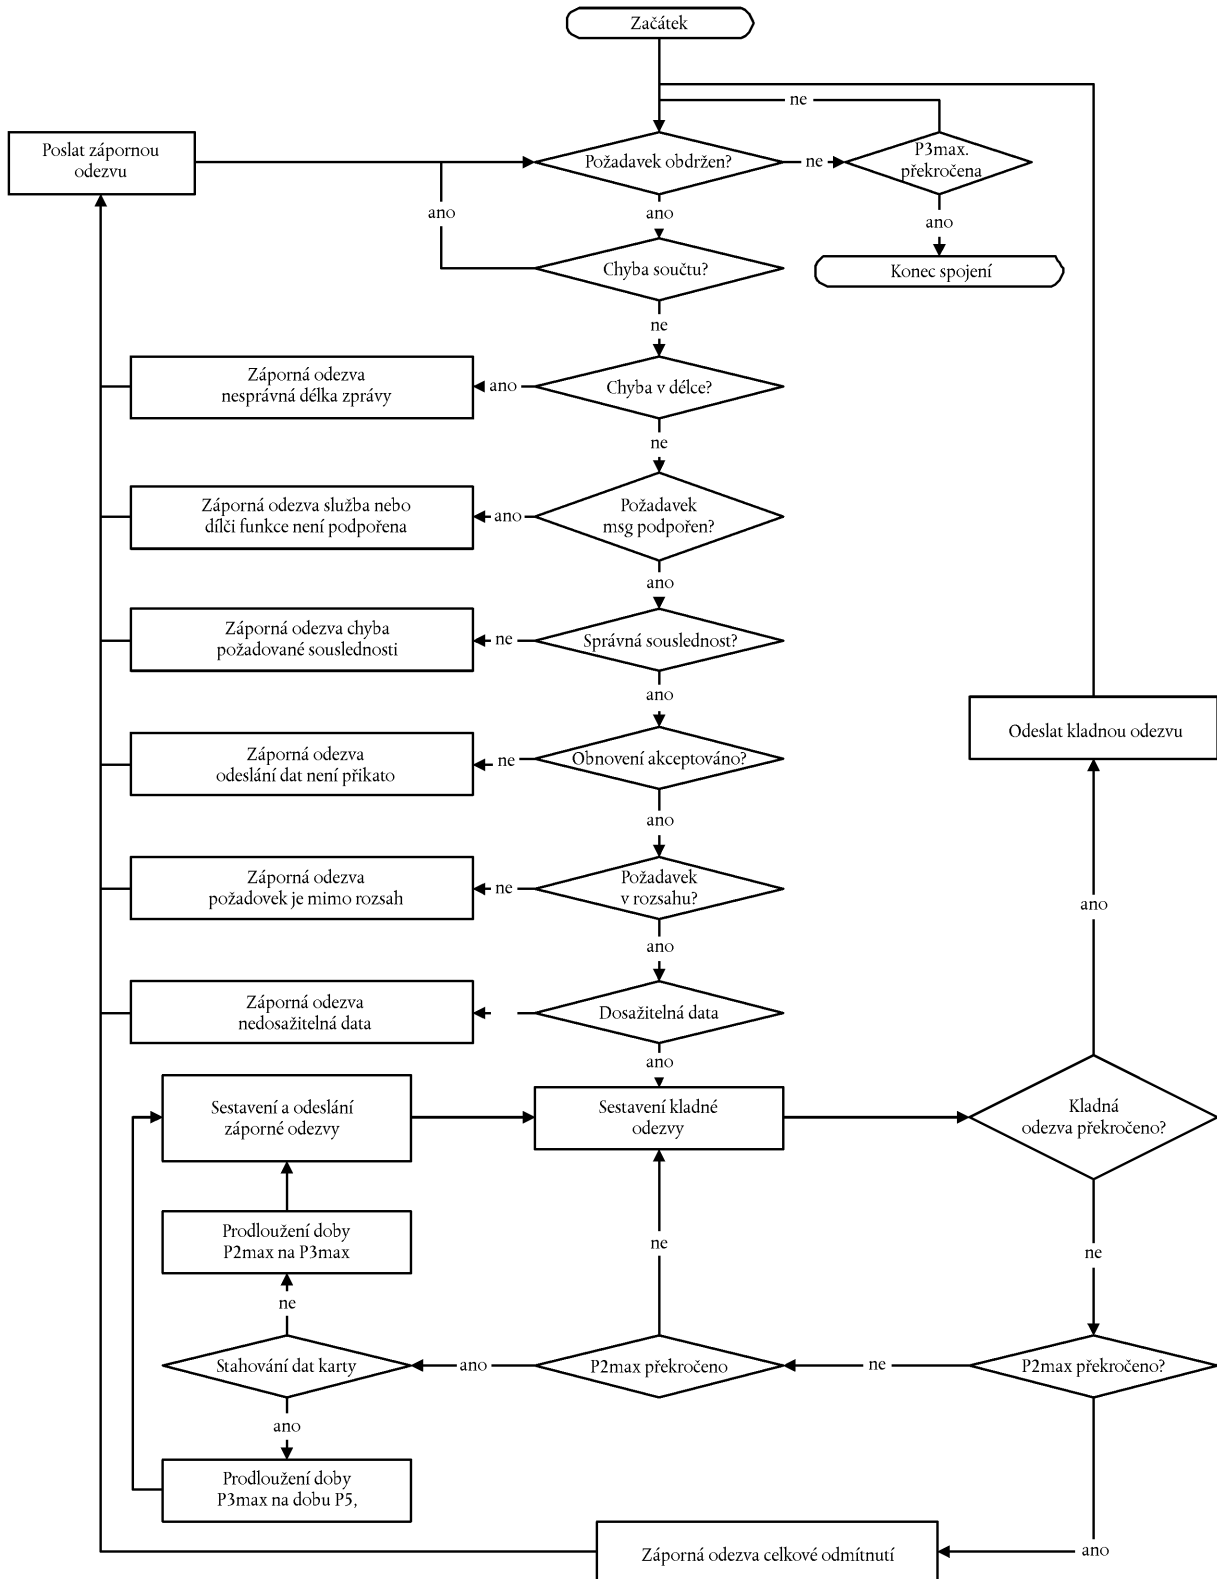 Začátek
ne
Poslat zápornou
odezvu
Požadavek obdržen?
ne
P3max.
překročena
ano
ano
ano
Chyba součtu?
Konec spojení
ne
Záporná odezva
nesprávná délka zprávy
ano
Chyba v délce?
ne
Záporná odezva služba nebo
dílči funkce není podpořena
ano
Požadavek
msg podpořen?
ano
Záporná odezva chyba
požadované souslednosti
ne
Správná souslednost?
ano
Odeslat kladnou odezvu
Záporná odezva
odeslání dat není přikato
ne
Obnovení akceptováno?
ano
Záporná odezva
požadovek je mimo rozsah
ne
Požadavek
v rozsahu?
ano
ano
Záporná odezva
nedosažitelná data
Dosažitelná data
ano
Sestavení a odeslání
záporné odezvy
Sestavení kladné
odezvy
Kladná
odezva překročeno?
Prodloužení doby
P2max na P3max
ne
ne
ne
Stahování dat karty
ano
P2max překročeno
ne
P2max překročeno?
ano
Prodloužení doby
P3max na dobu P5,
Záporná odezva celkové odmítnutí
ano